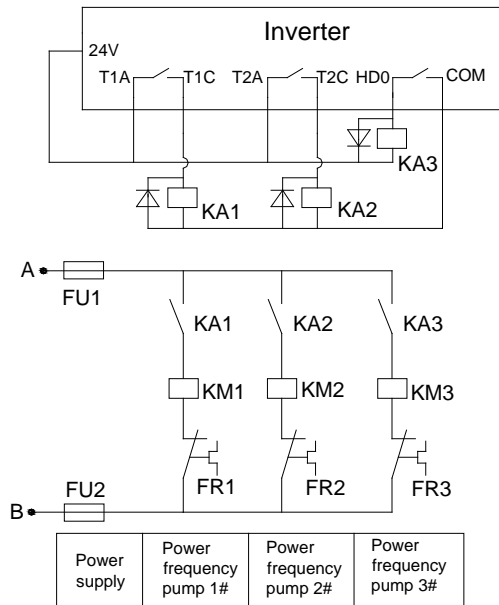 Inverter
24V
T1A
T1C
T2A
T2C
HD0
COM
KA3
KA1
KA2
A
FU1
KA1
KA2
KA3
KM1
KM2
KM3
FR1
FR2
FR3
FU2
B
Power
supply
Power
frequency
pump 1#
Power
frequency
pump 2#
Power
frequency
pump 3#